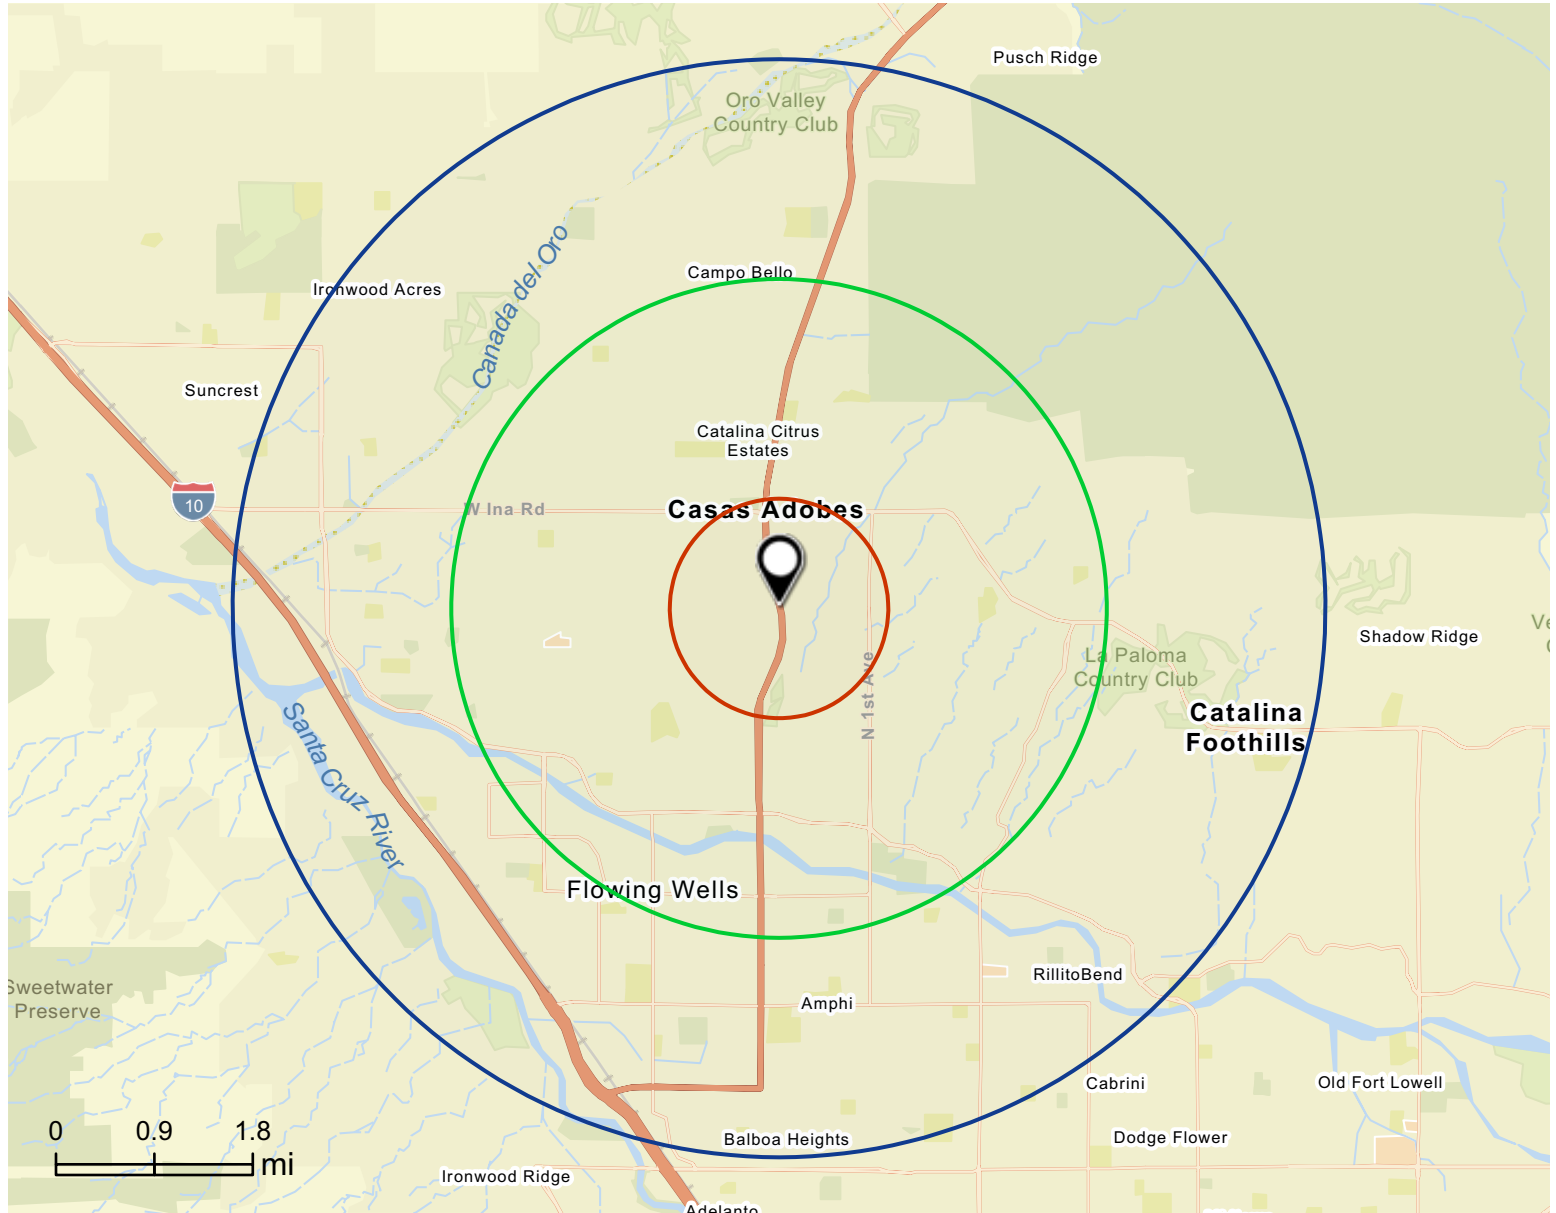 Pusch Ridge
Oro Valley
Country Club
Campo Bello
Ironwood Acres
Canada del Oro
Suncrest
Catalina Citrus
Estates
10
W Ina Rd
Casas Adobes
Shadow Ridge
La Paloma
Country Club
N 1st Ave
Catalina
Foothills
Santa Cruz River
Flowing Wells
RillitoBend
Sweetwater
Preserve
Amphi
Cabrini
Old Fort Lowell
0 0.9 1.8
mi
Balboa Heights
Dodge Flower
Ironwood Ridge
Adelanto